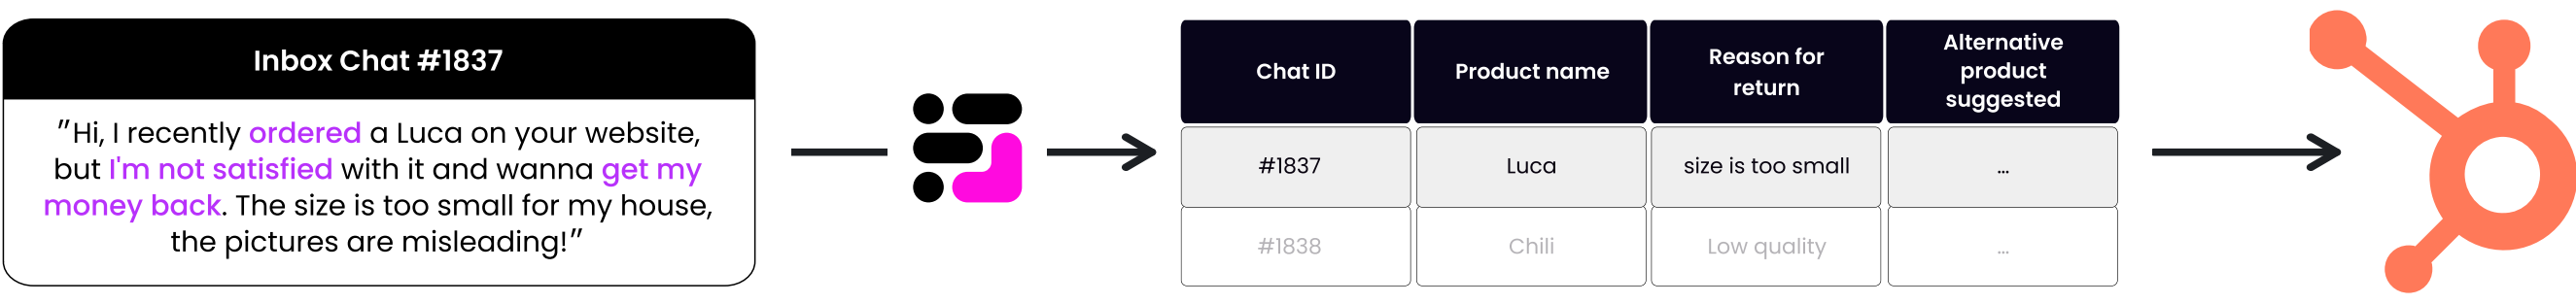 Inbox Chat #1837
"Hi, I recently ordered a Luca on your website,
but I'm not satisfied with it and wanna get my
money back. The size is too small for my house,
the pictures are misleading!"
Chat ID
Product name
Reason for
return
Alternative
product
suggested
#1837
Luca
size is too small
...
#1838
Chili
Low quality
...